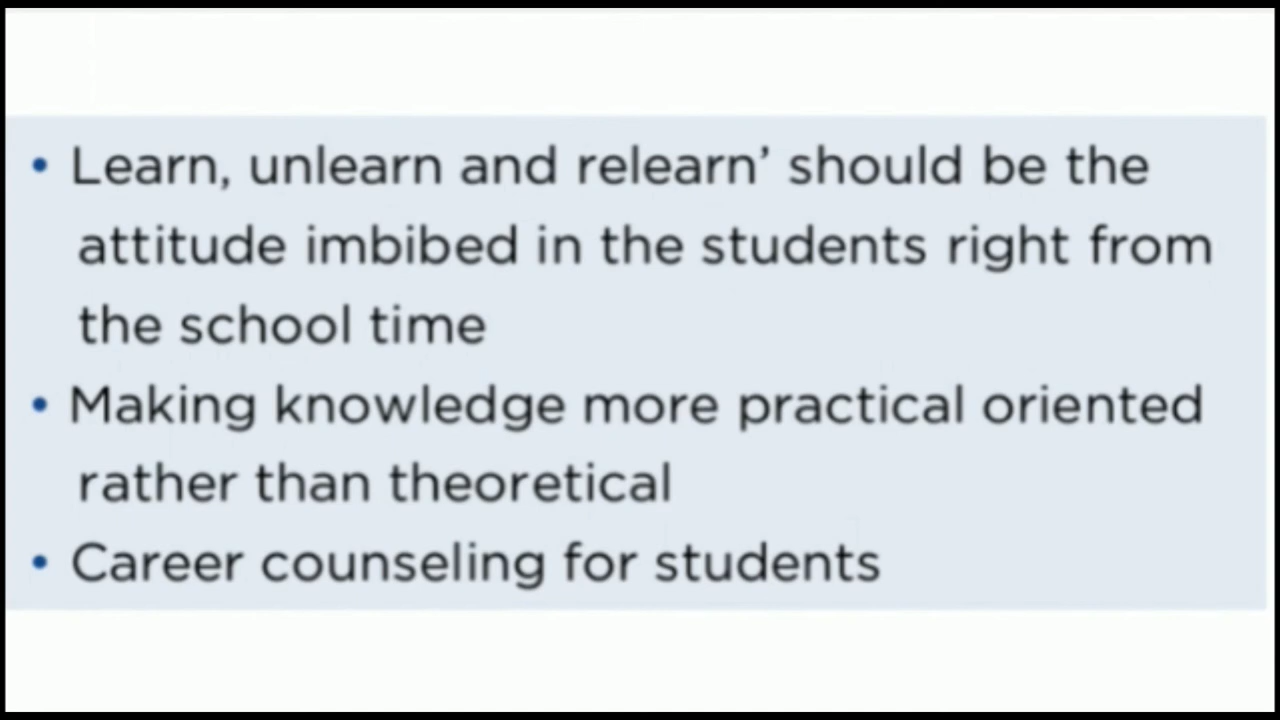 • Learn, unlearn and relearn’ should be the
attitude imbibed in the students right from
the school time
• Making knowledge more practical oriented
rather than theoretical
• Career counseling for students